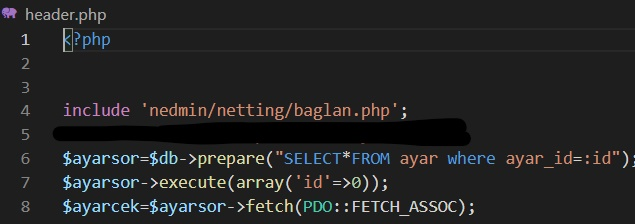 header.php
1 <?php
2
3
4 include 'nedmin/netting/baglan.php';
5
6 $ayarsor=$db->prepare("SELECT*FROM ayar where ayar_id=:id");
7 $ayarsor->execute(array('id'=>0));
8 $ayarcek=$ayarsor->fetch(PDO::FETCH_ASSOC);